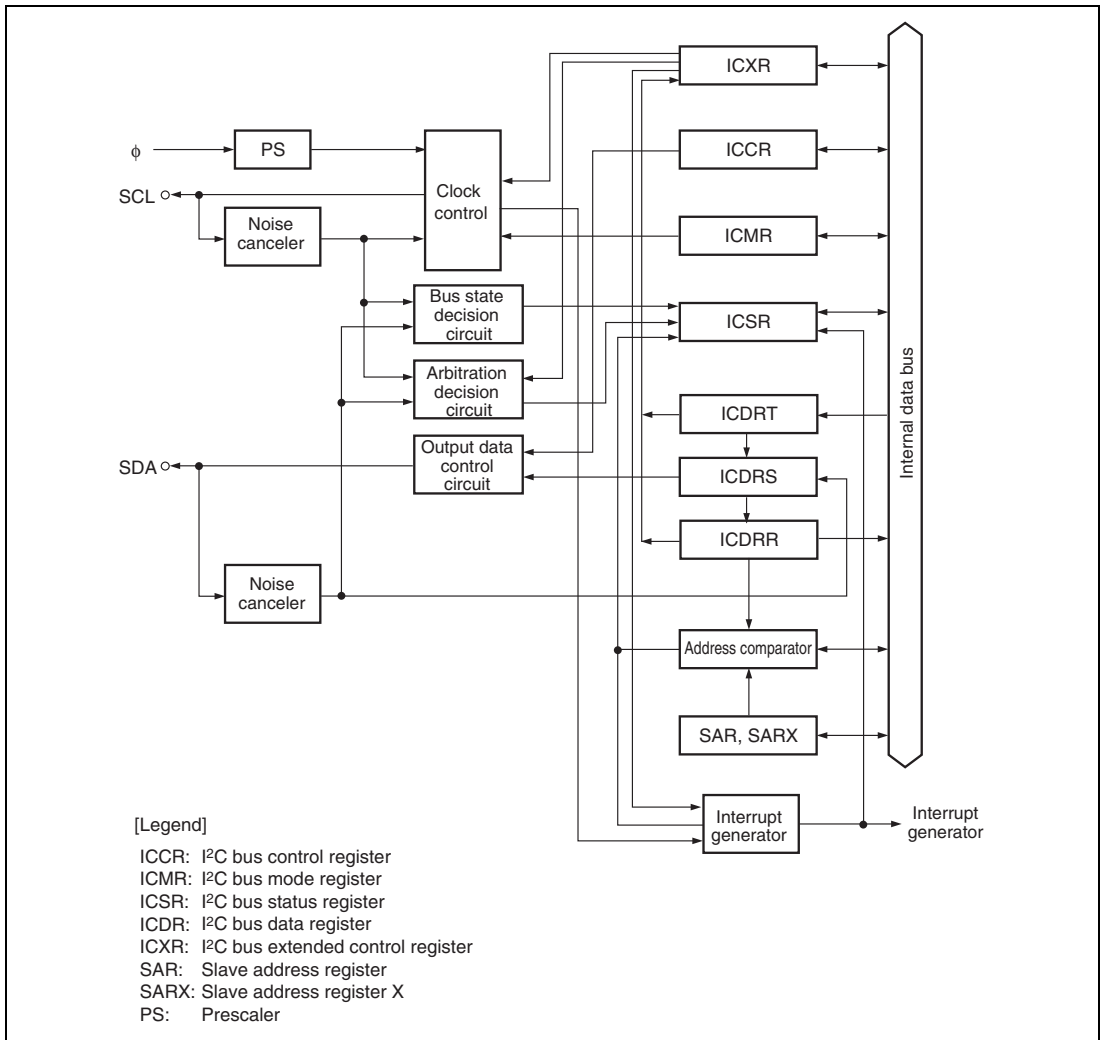 ICXR
ϕ
PS
ICCR
SCL
Clock
control
Noise
canceler
ICMR
Bus state
decision
circuit
ICSR
Arbitration
decision
circuit
ICDRT
Internal data bus
SDA
Output data
control
circuit
ICDRS
ICDRR
Noise
canceler
Address comparator
SAR, SARX
Interrupt
generator
Interrupt
generator
[Legend]
ICCR: I²C bus control register
ICMR: I²C bus mode register
ICSR: I²C bus status register
ICDR: I²C bus data register
ICXR: I²C bus extended control register
SAR: Slave address register
SARX: Slave address register X
PS: Prescaler